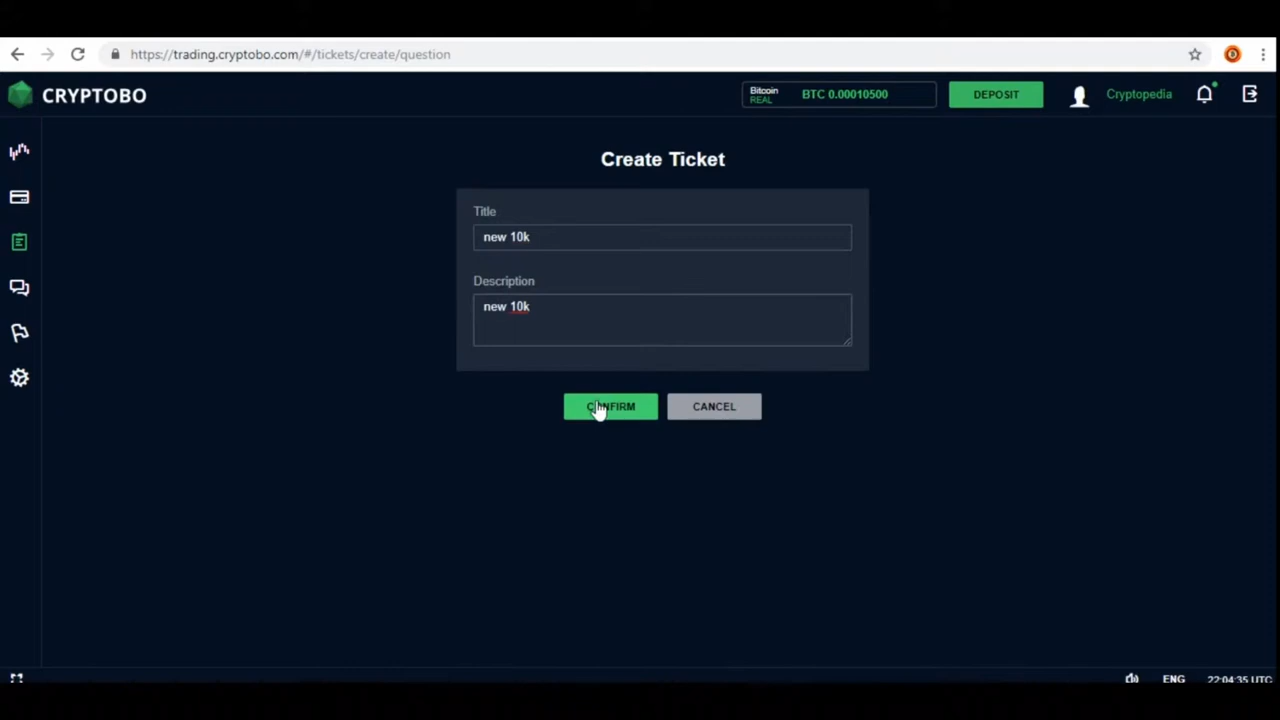 https://trading.cryptobo.com/#/tickets/create/question
CRYPTOBO
Bitcoin
REAL
BTC 0.00010500
DEPOSIT
Cryptopedia
Create Ticket
Title
new 10k
Description
new 10k
CONFIRM
CANCEL
ENG
22:04:35 UTC